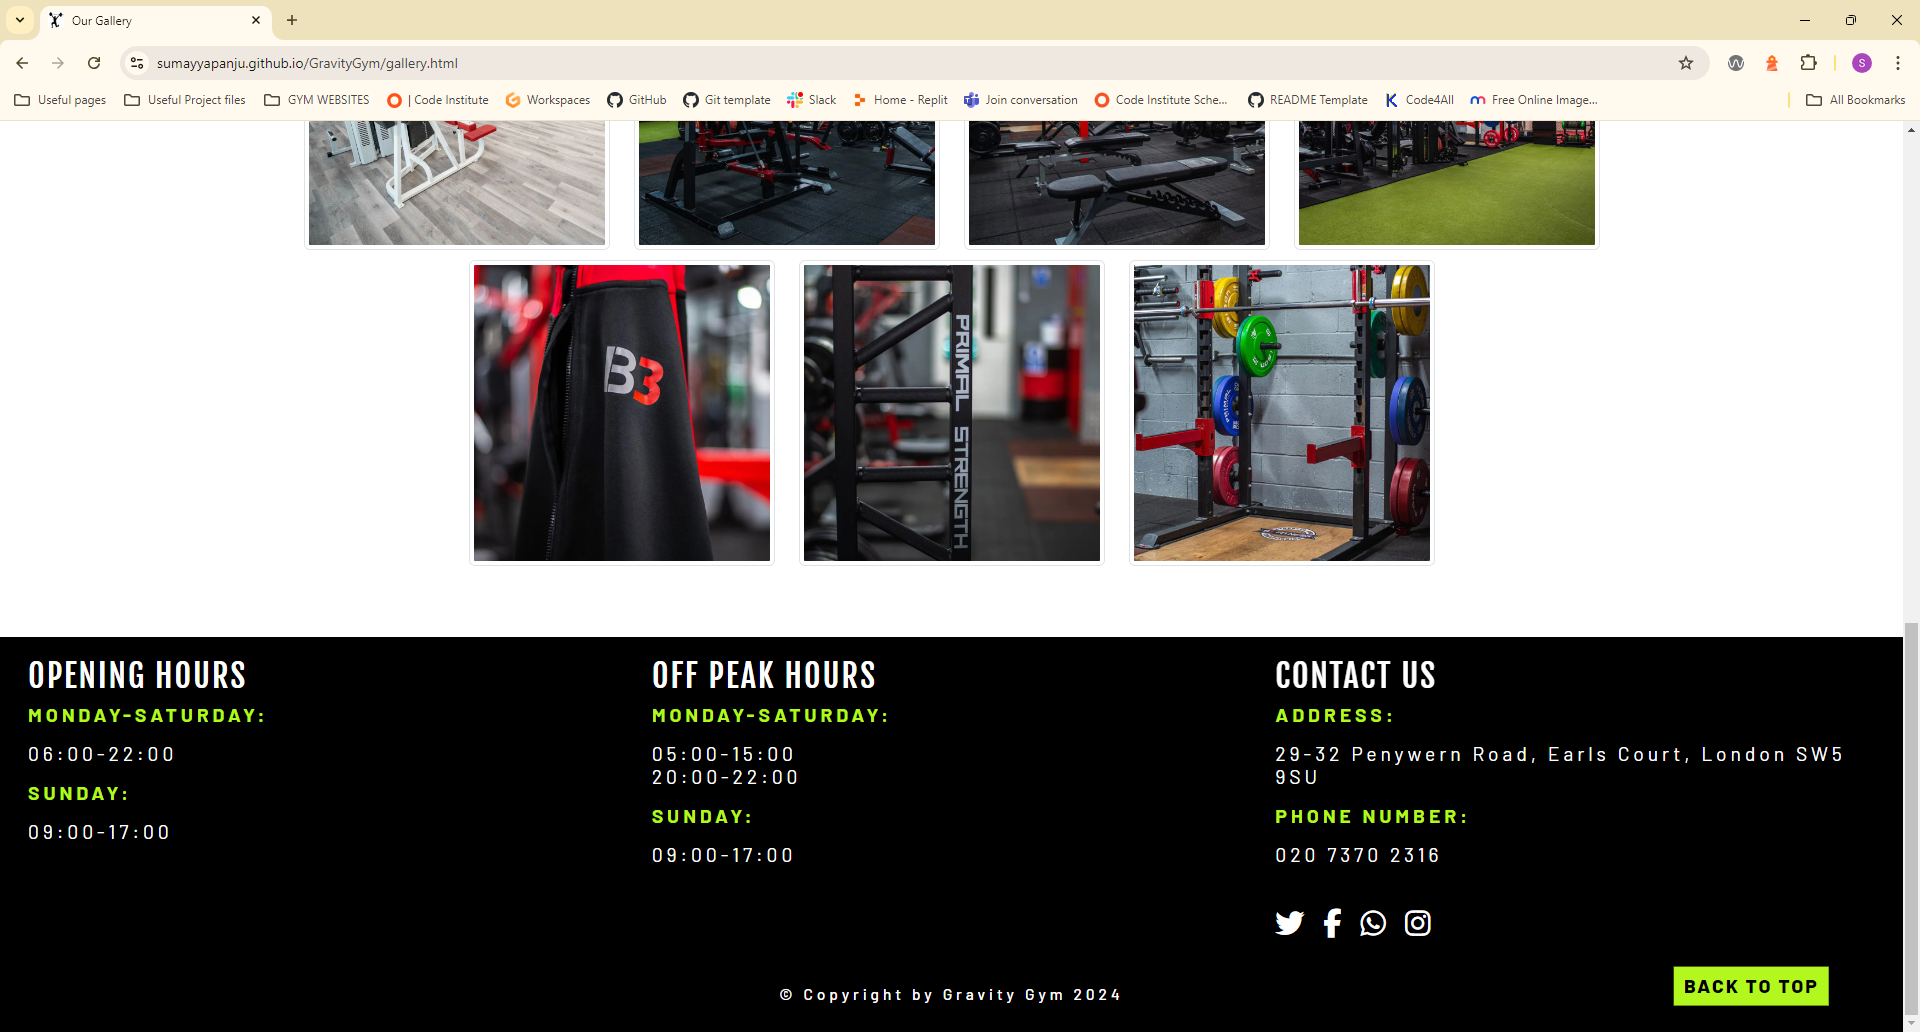 Our Gallery
sumayyapanju.github.io/GravityGym/gallery.html
S
Useful pages
Useful Project files
GYM WEBSITES
| Code Institute
Workspaces
GitHub
Git template
Slack
Home - Replit
Join conversation
Code Institute Sche...
README Template
Code4All
Free Online Image...
All Bookmarks
B3
PRIMAL STRENGTH
OPENING HOURS
MONDAY-SATURDAY:
06:00-22:00
SUNDAY:
09:00-17:00
OFF PEAK HOURS
MONDAY-SATURDAY:
05:00-15:00
20:00-22:00
SUNDAY:
09:00-17:00
CONTACT US
ADDRESS:
29-32 Penywern Road, Earls Court, London SW5
9SU
PHONE NUMBER:
020 7370 2316
© Copyright by Gravity Gym 2024
BACK TO TOP